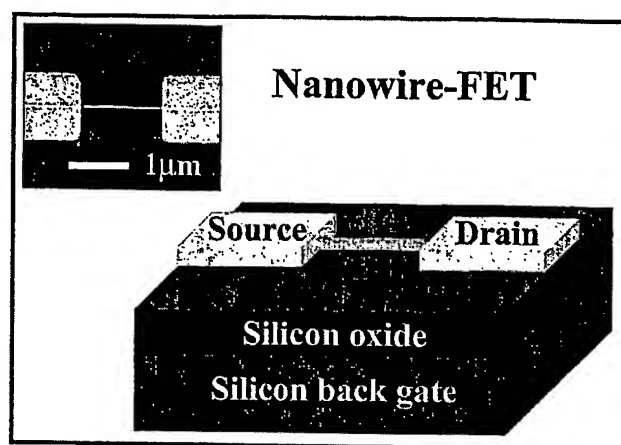 Nanowire-FET
1μm
Source
Drain
Silicon oxide
Silicon back gate